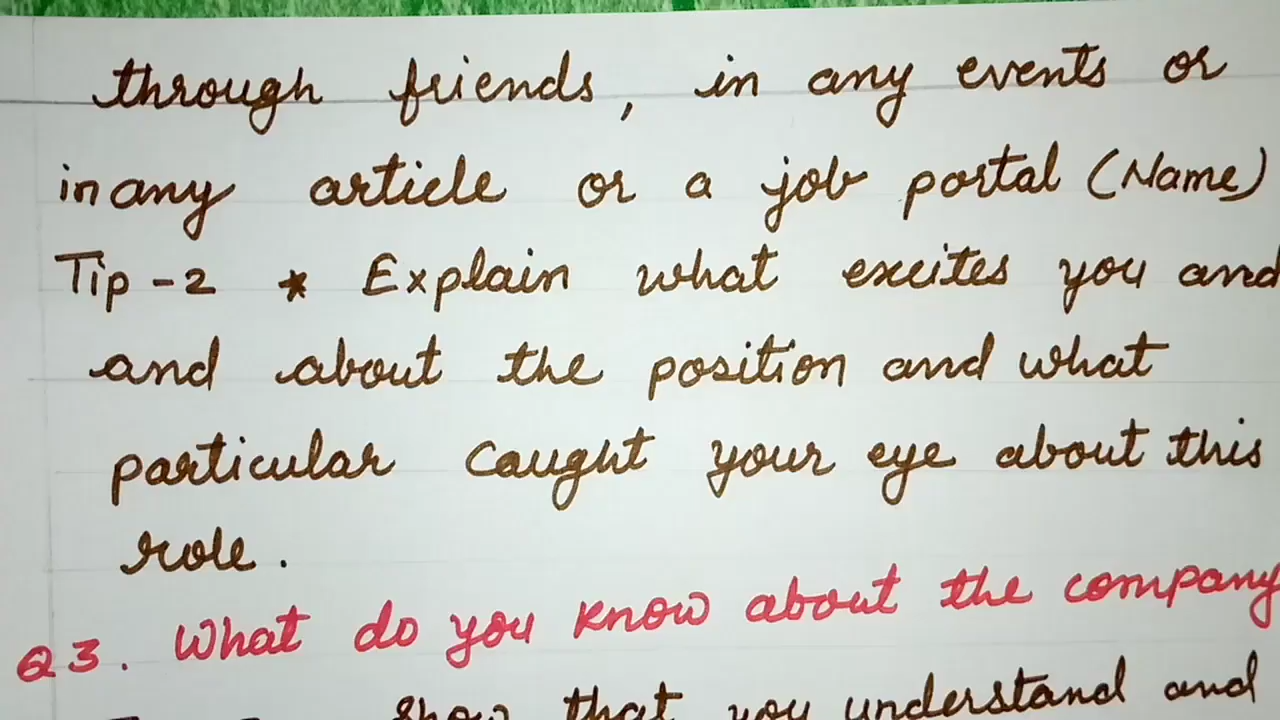 through friends, in any events or
in any article or a job portal (Name)
Tip - 2 * Explain what excites you and
and about the position and what
particular caught your eye about this
role.
Q3. What do you know about the company
show that you understand and